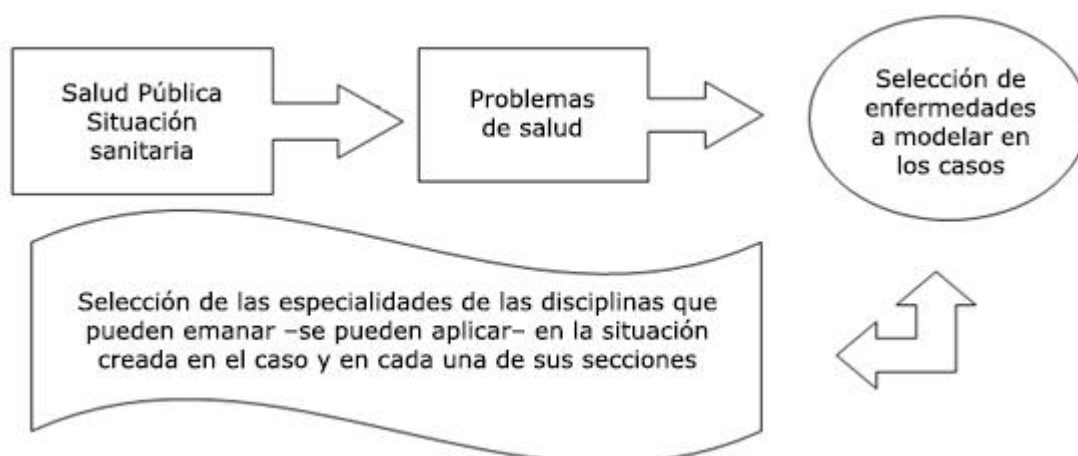 Salud Pública
Situación
sanitaria
Problemas
de salud
Selección de
enfermedades
a modelar en
los casos
Selección de las especialidades de las disciplinas que
pueden emanar –se pueden aplicar– en la situación
creada en el caso y en cada una de sus secciones